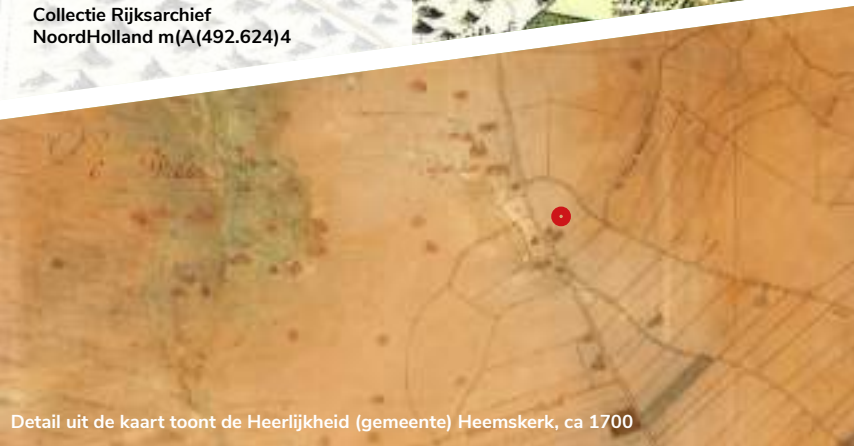 Collectie Rijksarchief
NoordHolland m(A(492.624)4
Detail uit de kaart toont de Heerlijkheid (gemeente) Heemskerk, ca 1700